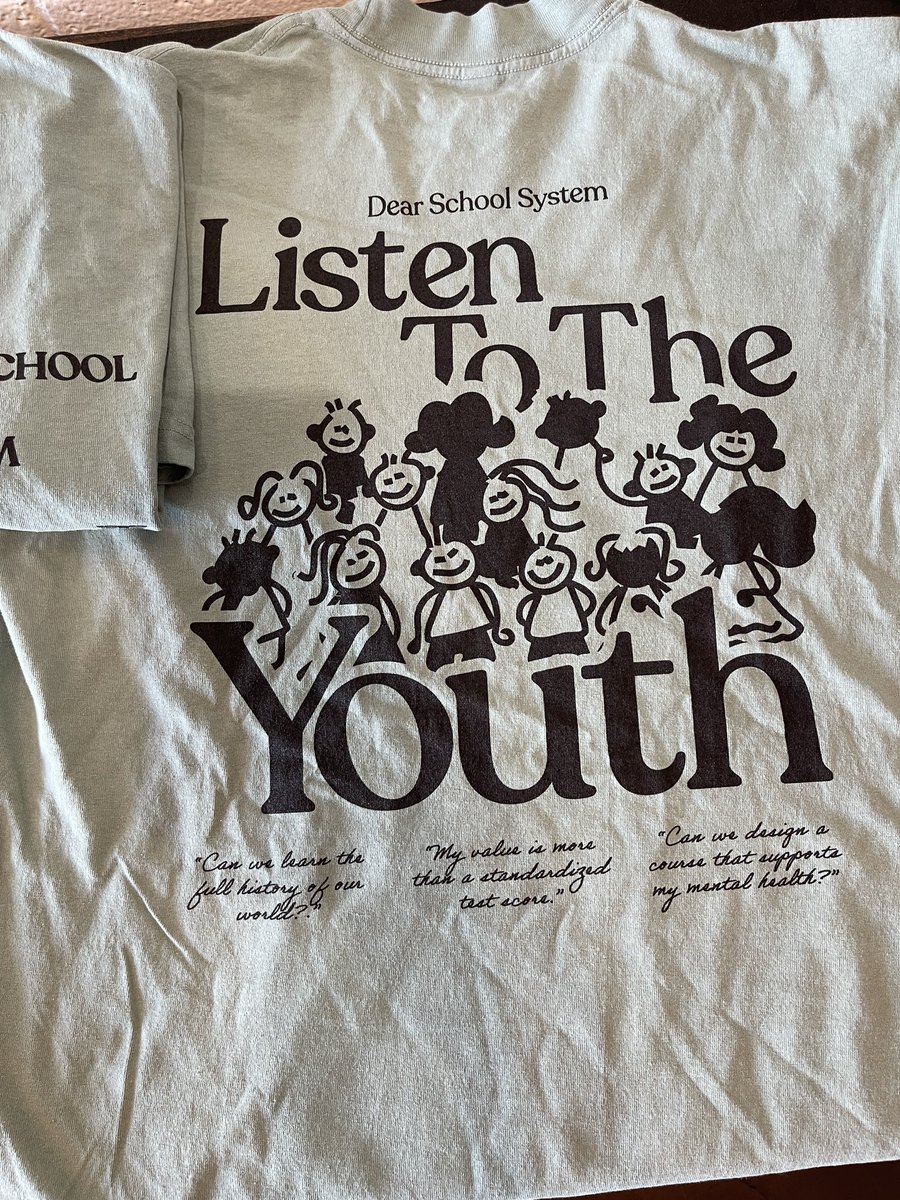 CHOOL
M
Dear School System
Listen
To The
Youth
"Can we learn the
full history of our
world?."
"My value is more
than a standardized
test score."
"Can we design a
course that supports
my mental health?"